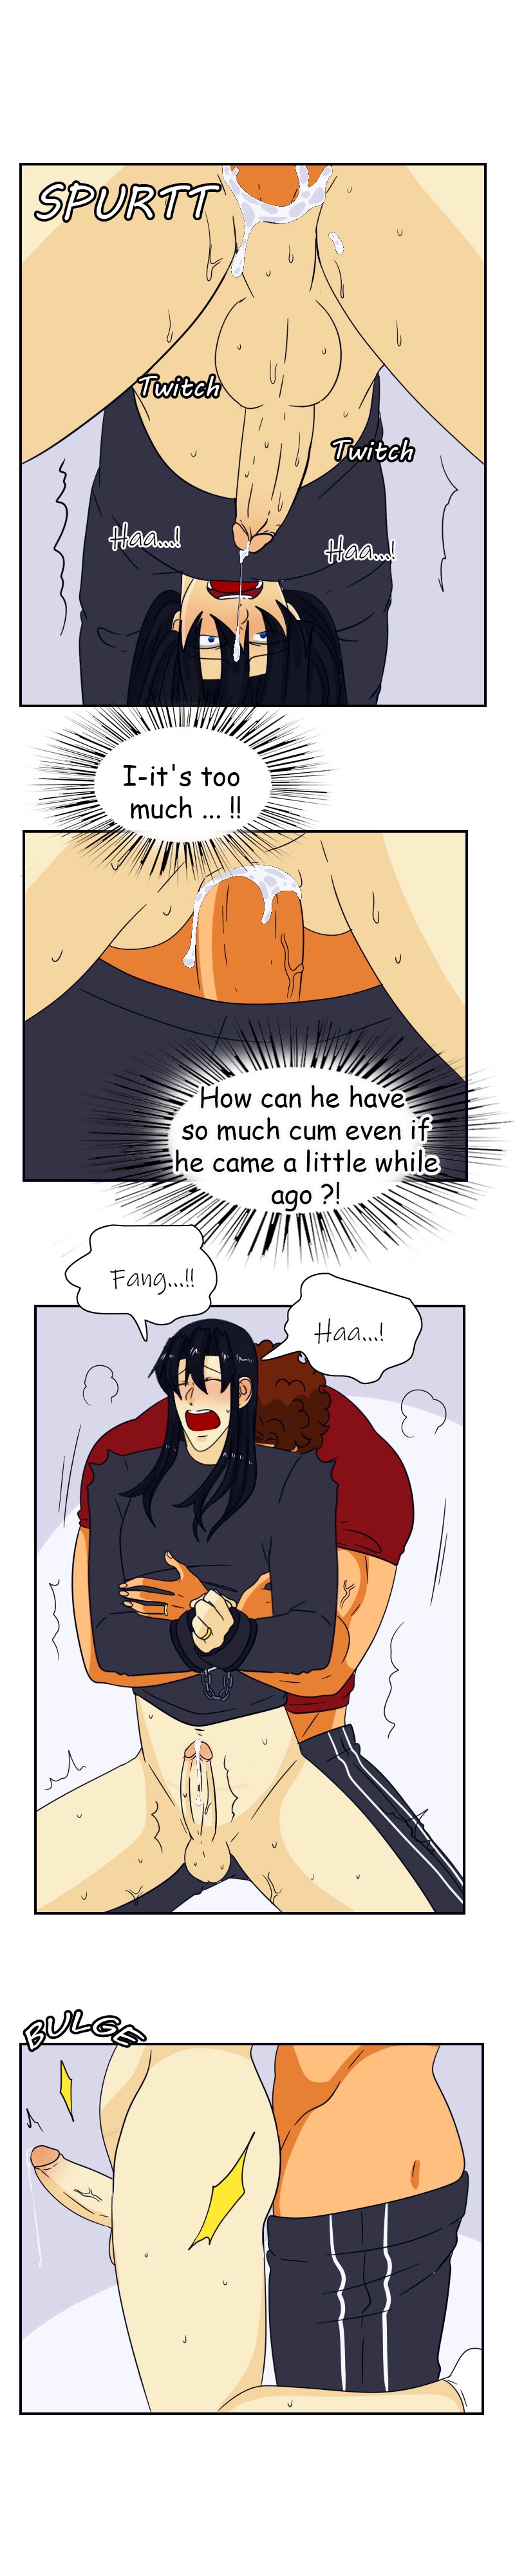 SPURTT
Twitch
Twitch
Haa...!
Haa...!
I-it's too
much ... !!
How can he have
so much cum even if
he came a little while
ago ?!
Fang...!!
Haa...!
BULGE